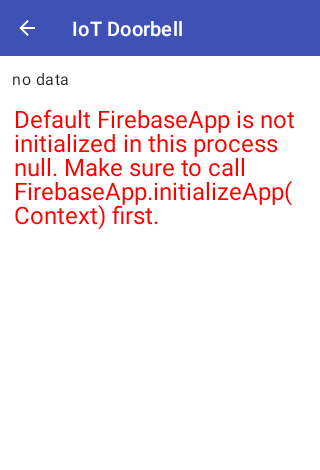 IoT Doorbell
no data
Default FirebaseApp is not
initialized in this process
null. Make sure to call
FirebaseApp.initializeApp(
Context) first.